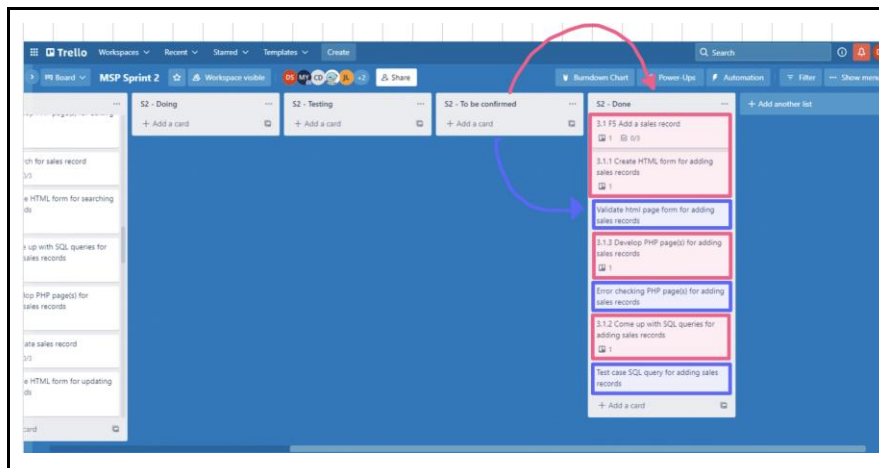 Trello Workspaces Recent Starred Templates Create Search
Board MSP Sprint 2 Workspace visible DS MY CD JL +2 Share Burndown Chart Power-Ups Automation Filter Show menu
S2 - Doing
+ Add a card
S2 - Testing
+ Add a card
S2 - To be confirmed
+ Add a card
S2 - Done
3.1 F5 Add a sales record
1 0/3
3.1.1 Create HTML form for adding
sales records
1
Validate html page form for adding
sales records
3.1.3 Develop PHP page(s) for adding
sales records
1
Error checking PHP page(s) for adding
sales records
3.1.2 Come up with SQL queries for
adding sales records
1
Test case SQL query for adding sales
records
+ Add a card
+ Add another list
for sales record
HTML form for searching
up with SQL queries for
sales records
PHP page(s) for
sales records
sales record
HTML form for updating
card